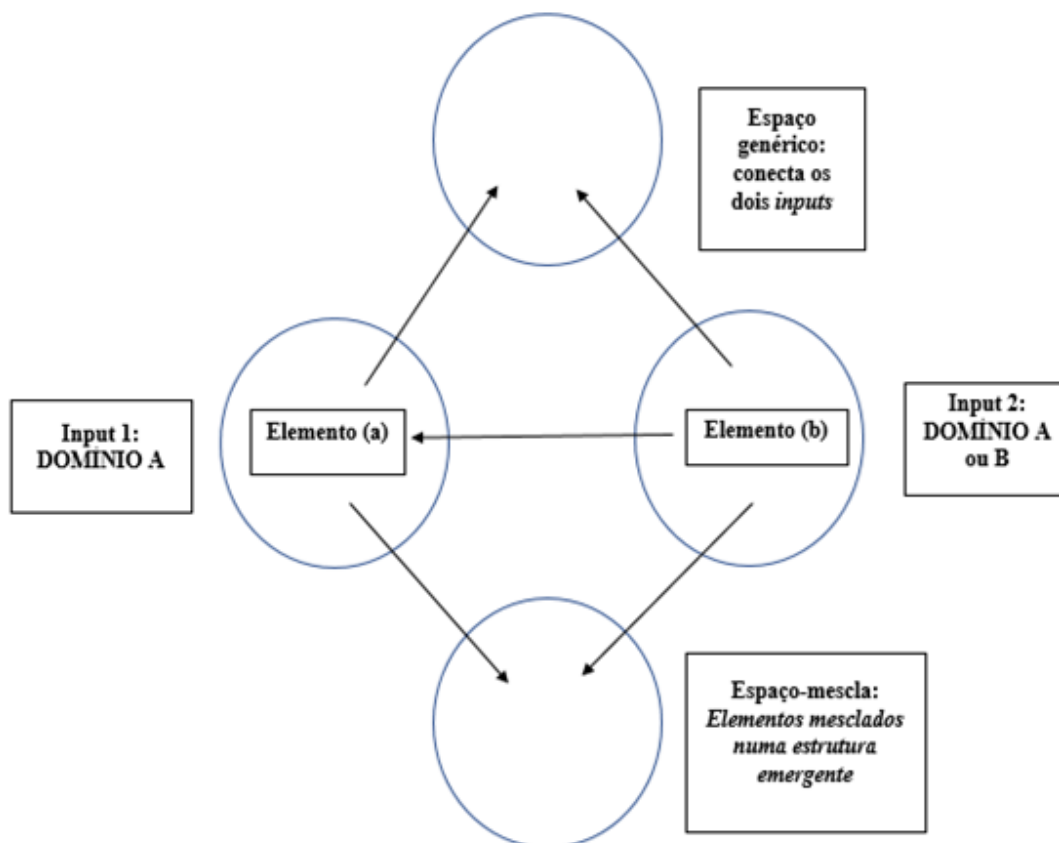 Espaço
genérico:
conecta os
dois inputs
Input 1:
DOMÍNIO A
Elemento (a)
Elemento (b)
Input 2:
DOMÍNIO A
ou B
Espaço-mescla:
Elementos mesclados
numa estrutura
emergente